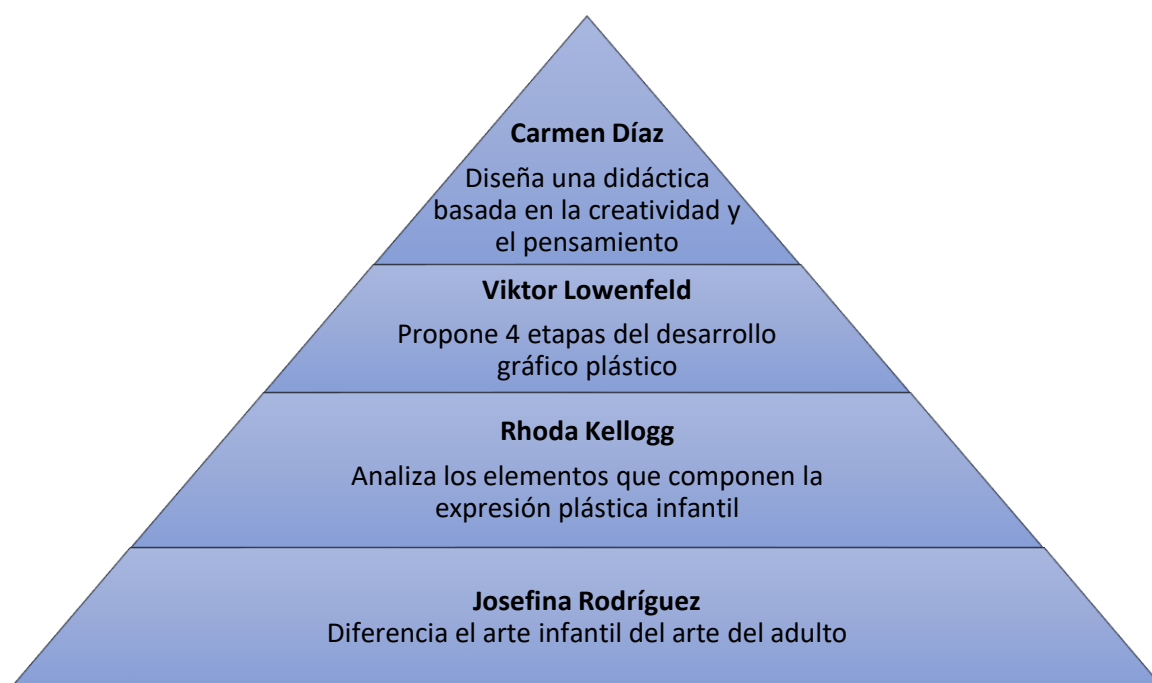 Carmen Díaz
Diseña una didáctica
basada en la creatividad y
el pensamiento
Viktor Lowenfeld
Propone 4 etapas del desarrollo
gráfico plástico
Rhoda Kellogg
Analiza los elementos que componen la
expresión plástica infantil
Josefina Rodríguez
Diferencia el arte infantil del arte del adulto